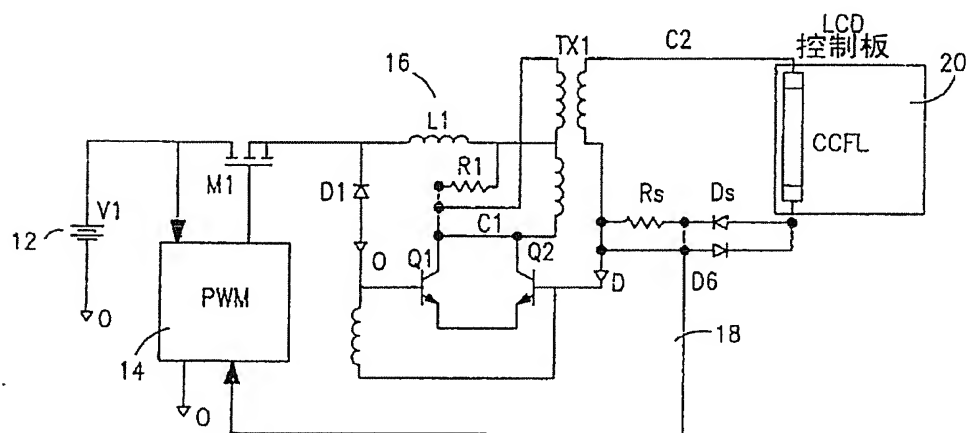 LCD
控制板
TX1
C2
16
20
L1
CCFL
R1
M1
D1
Rs
Ds
V1
12
C1
O
Q1
Q2
D
D6
PWM
18
O
14
O